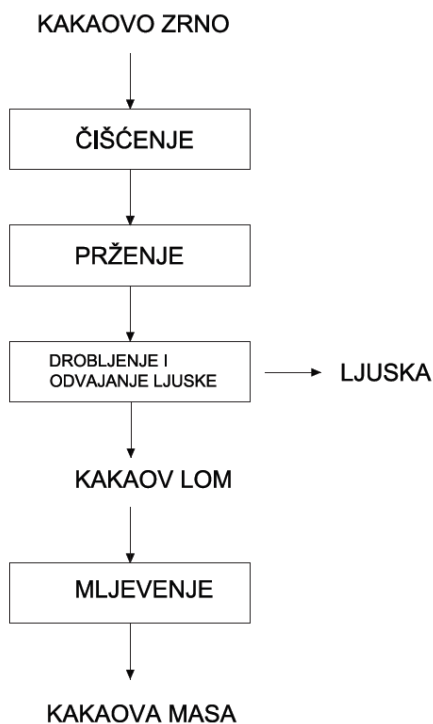 KAKAOVO ZRNO
ČIŠĆENJE
PRŽENJE
DROBLJENJE I
ODVAJANJE LJUSKE
LJUSKA
KAKAOV LOM
MLJEVENJE
KAKAOVA MASA